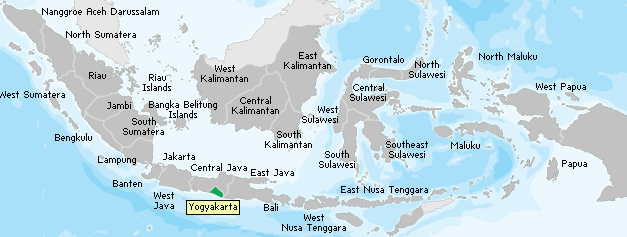 Nanggroe Aceh Darussalam
North Sumatera
Riau
Riau
Islands
West
Kalimantan
East
Kalimantan
Gorontalo
North
Sulawesi
North Maluku
West Papua
West Sumatera
Jambi
Bangka Belitung
Islands
Central
Kalimantan
West
Sulawesi
Central
Sulawesi
Bengkulu
South
Sumatera
South
Kalimantan
South
Sulawesi
Southeast
Sulawesi
Maluku
Papua
Lampung
Jakarta
Central Java
East Java
Banten
West
Java
Yogyakarta
Bali
West
Nusa Tenggara
East Nusa Tenggara